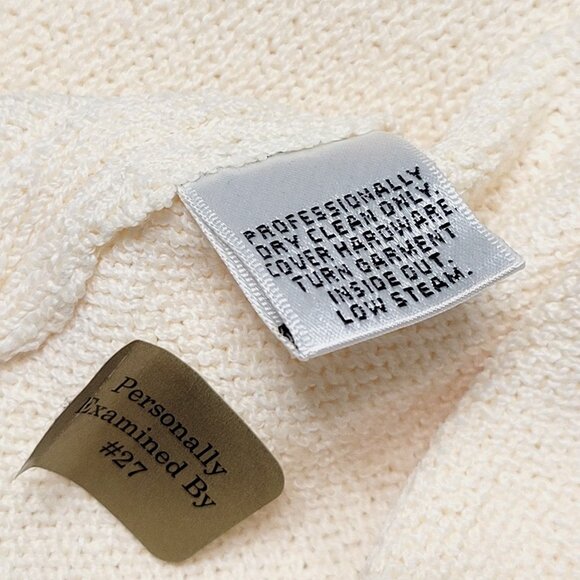 PROFESSIONALLY
DRY CLEAN ONLY.
COVER HARDWARE.
TURN GARMENT
INSIDE OUT.
LOW STEAM.
Personally
Examined By
#27